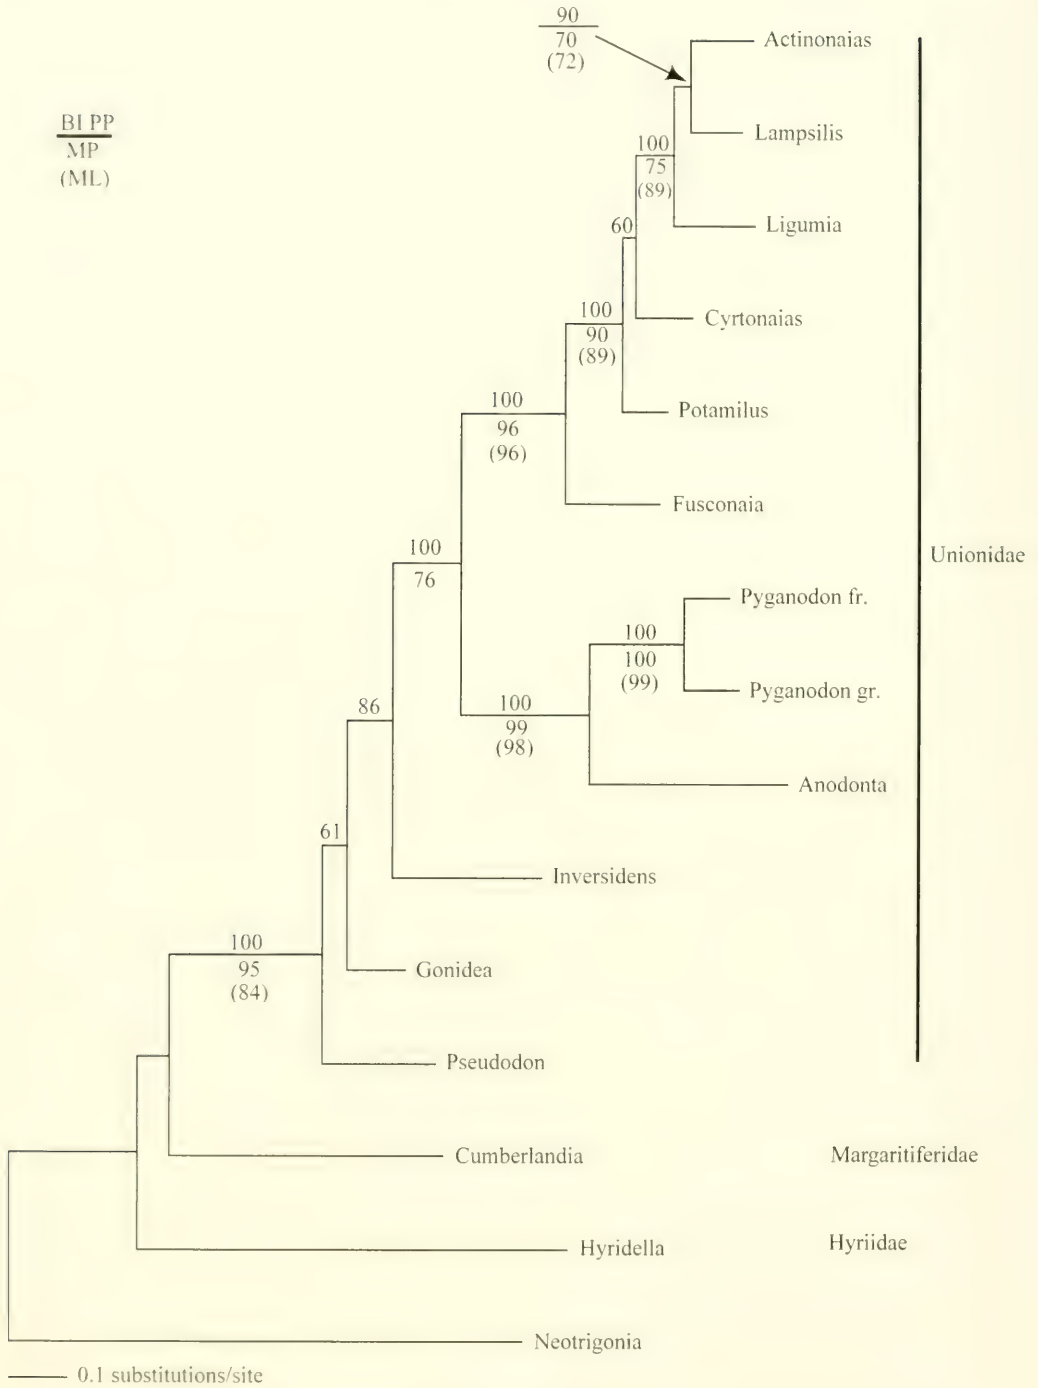 90
70
(72)
Actinonaias
BI PP
MP
(ML)
Lampsilis
100
75
(89)
Ligumia
60
100
90
(89)
Cyrtonaias
Potamilus
100
96
(96)
Fusconaia
Unionidae
100
76
Pyganodon fr.
100
100
(99)
Pyganodon gr.
100
99
(98)
86
Anodonta
61
Inversidens
100
95
(84)
Gonidea
Pseudodon
Cumberlandia
Margaritiferidae
Hyridella
Hyriidae
Neotrigonia
0.1 substitutions/site